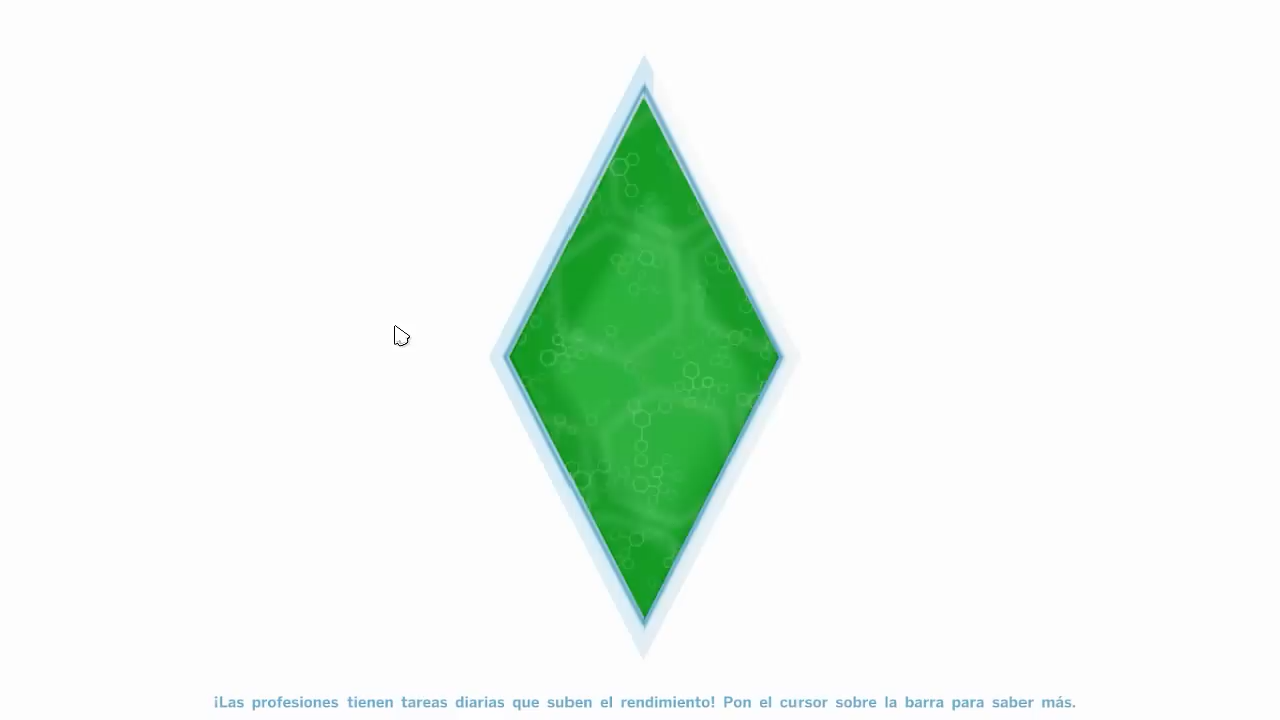 ¡Las profesiones tienen tareas diarias que suben el rendimiento! Pon el cursor sobre la barra para saber más.